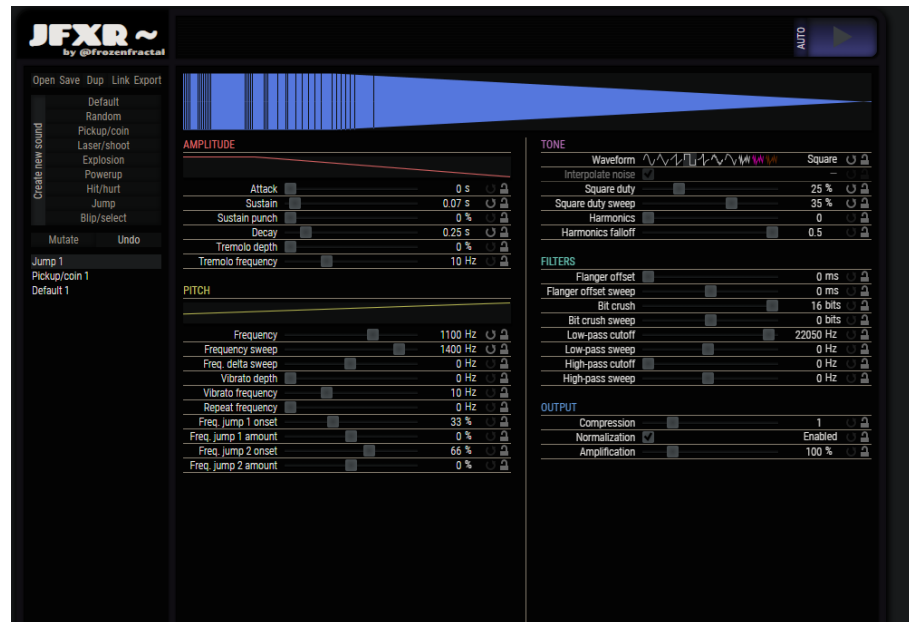 JFXR ~
by @frozenfractal
AUTO
Open Save Dup Link Export
Create new sound
Default
Random
Pickup/coin
Laser/shoot
Explosion
Powerup
Hit/hurt
Jump
Blip/select
Mutate Undo
Jump 1
Pickup/coin 1
Default 1
AMPLITUDE
Attack 0 s
Sustain 0.07 s
Sustain punch 0 %
Decay 0.25 s
Tremolo depth 0 %
Tremolo frequency 10 Hz
PITCH
Frequency 1100 Hz
Frequency sweep 1400 Hz
Freq. delta sweep 0 Hz
Vibrato depth 0 Hz
Vibrato frequency 10 Hz
Repeat frequency 0 Hz
Freq. jump 1 onset 33 %
Freq. jump 1 amount 0 %
Freq. jump 2 onset 66 %
Freq. jump 2 amount 0 %
TONE
Waveform Square
Interpolate noise –
Square duty 25 %
Square duty sweep 35 %
Harmonics 0
Harmonics falloff 0.5
FILTERS
Flanger offset 0 ms
Flanger offset sweep 0 ms
Bit crush 16 bits
Bit crush sweep 0 bits
Low-pass cutoff 22050 Hz
Low-pass sweep 0 Hz
High-pass cutoff 0 Hz
High-pass sweep 0 Hz
OUTPUT
Compression 1
Normalization Enabled
Amplification 100 %